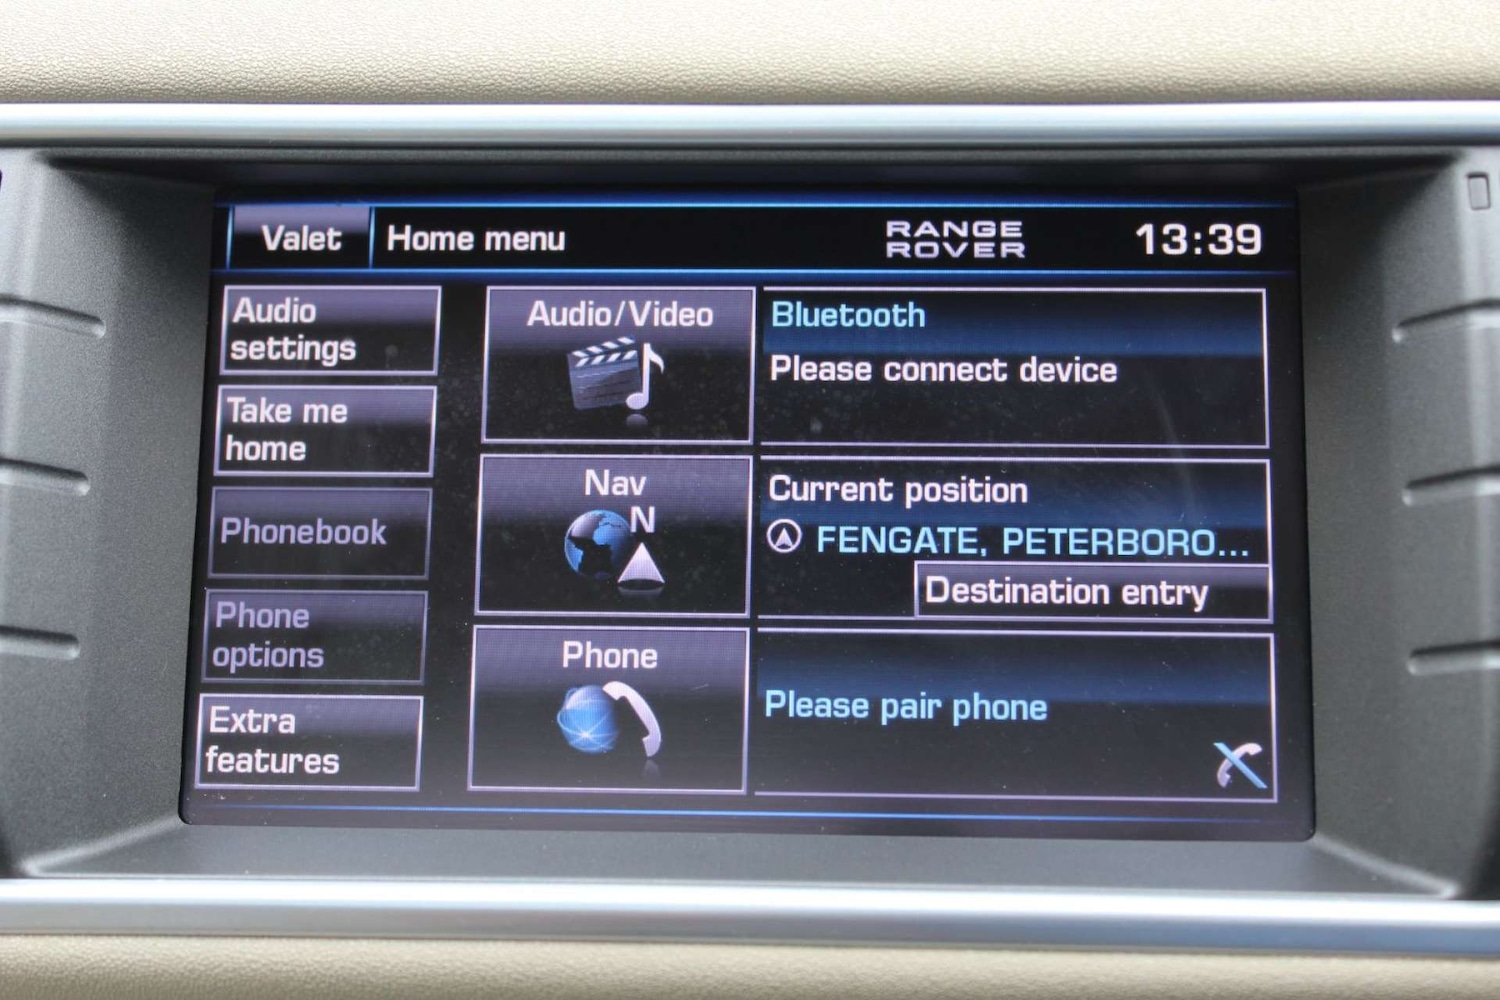 Valet
Home menu
RANGE
ROVER
13:39
Audio
settings
Take me
home
Phonebook
Phone
options
Extra
features
Audio/Video
Nav
N
Phone
Bluetooth
Please connect device
Current position
FENGATE, PETERBORO...
Destination entry
Please pair phone